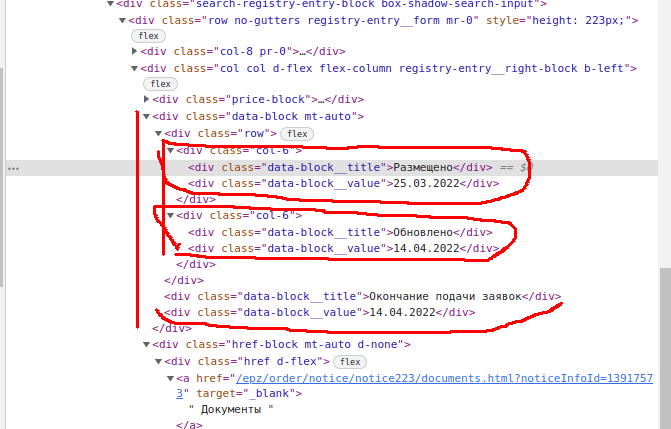 <div class="search-registry-entry-block box-shadow-search-input">
<div class="row no-gutters registry-entry__form mr-0" style="height: 223px;">
flex
<div class="col-8 pr-0">…</div>
<div class="col col d-flex flex-column registry-entry__right-block b-left">
flex
<div class="price-block">…</div>
<div class="data-block mt-auto">
<div class="row"> flex
<div class="col-6">
<div class="data-block__title">Размещено</div> == $0
<div class="data-block__value">25.03.2022</div>
</div>
<div class="col-6">
<div class="data-block__title">Обновлено</div>
<div class="data-block__value">14.04.2022</div>
</div>
</div>
<div class="data-block__title">Окончание подачи заявок</div>
<div class="data-block__value">14.04.2022</div>
</div>
<div class="href-block mt-auto d-none">
<div class="href d-flex"> flex
<a href="/epz/order/notice/notice223/documents.html?noticeInfoId=1391757
3" target="_blank">
" Документы "
</a>